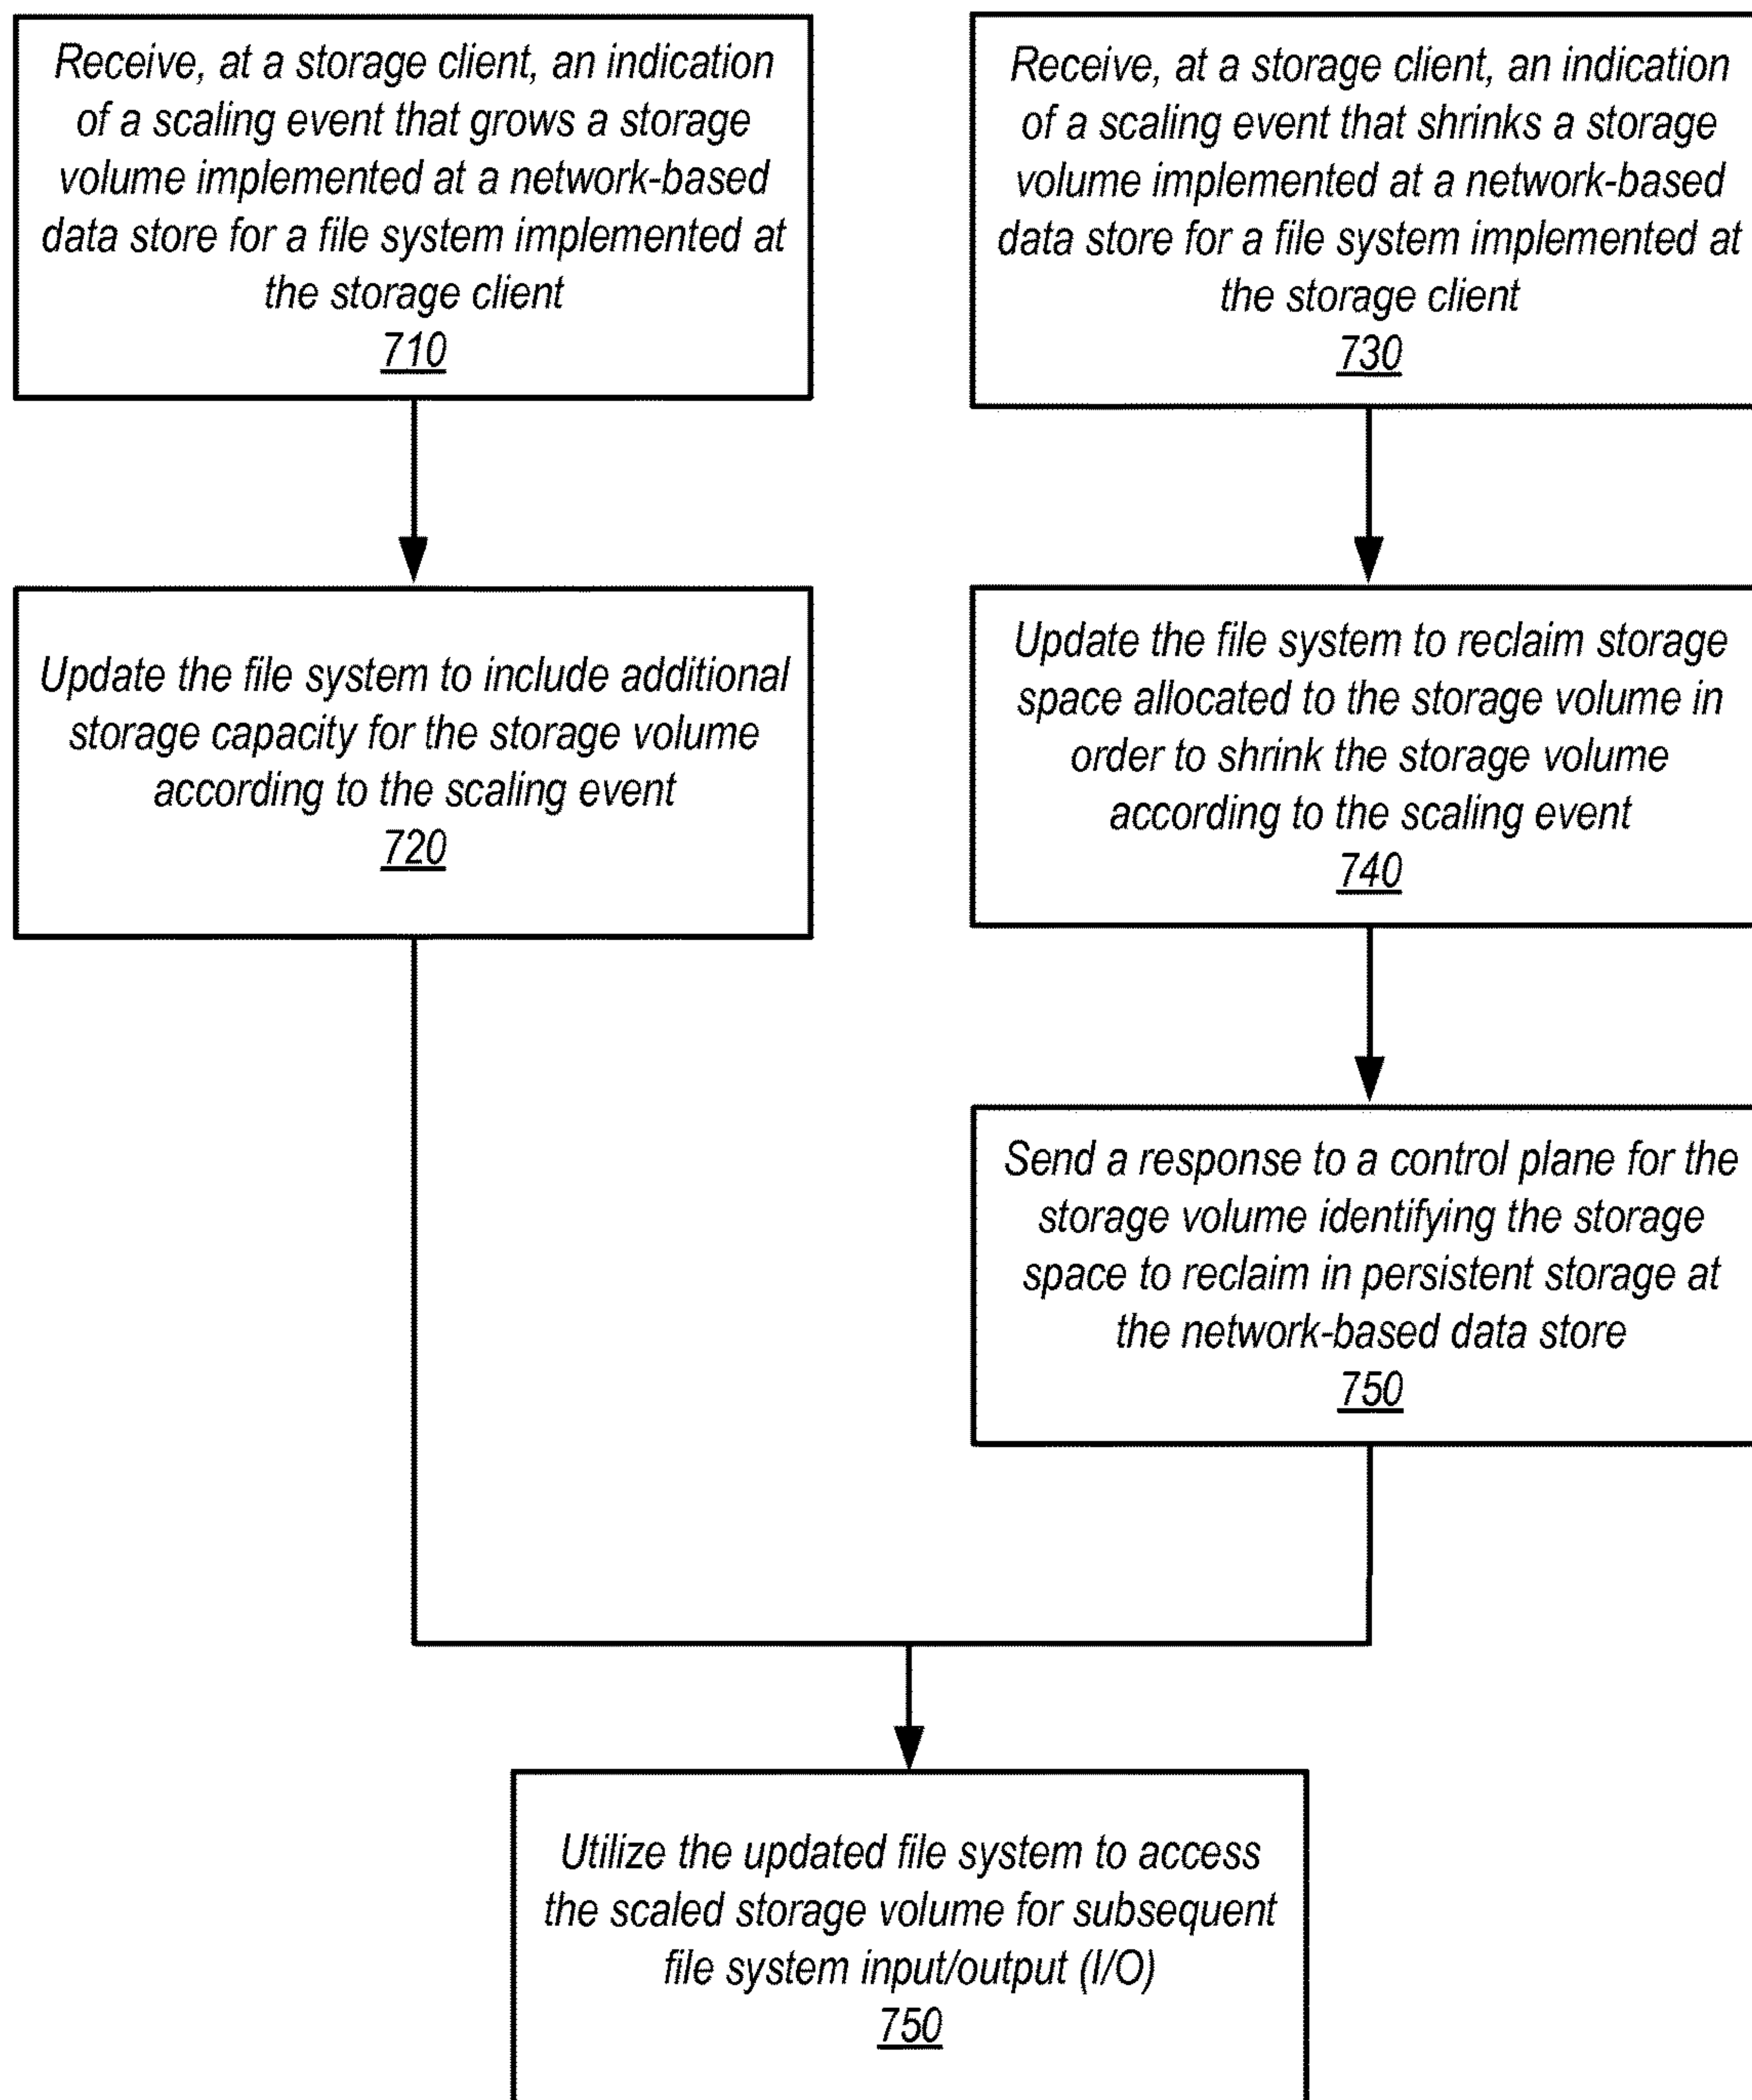 Receive, at a storage client, an indication
of a scaling event that grows a storage
volume implemented at a network-based
data store for a file system implemented at
the storage client
710
Receive, at a storage client, an indication
of a scaling event that shrinks a storage
volume implemented at a network-based
data store for a file system implemented at
the storage client
730
Update the file system to include additional
storage capacity for the storage volume
according to the scaling event
720
Update the file system to reclaim storage
space allocated to the storage volume in
order to shrink the storage volume
according to the scaling event
740
Send a response to a control plane for the
storage volume identifying the storage
space to reclaim in persistent storage at
the network-based data store
750
Utilize the updated file system to access
the scaled storage volume for subsequent
file system input/output (I/O)
750